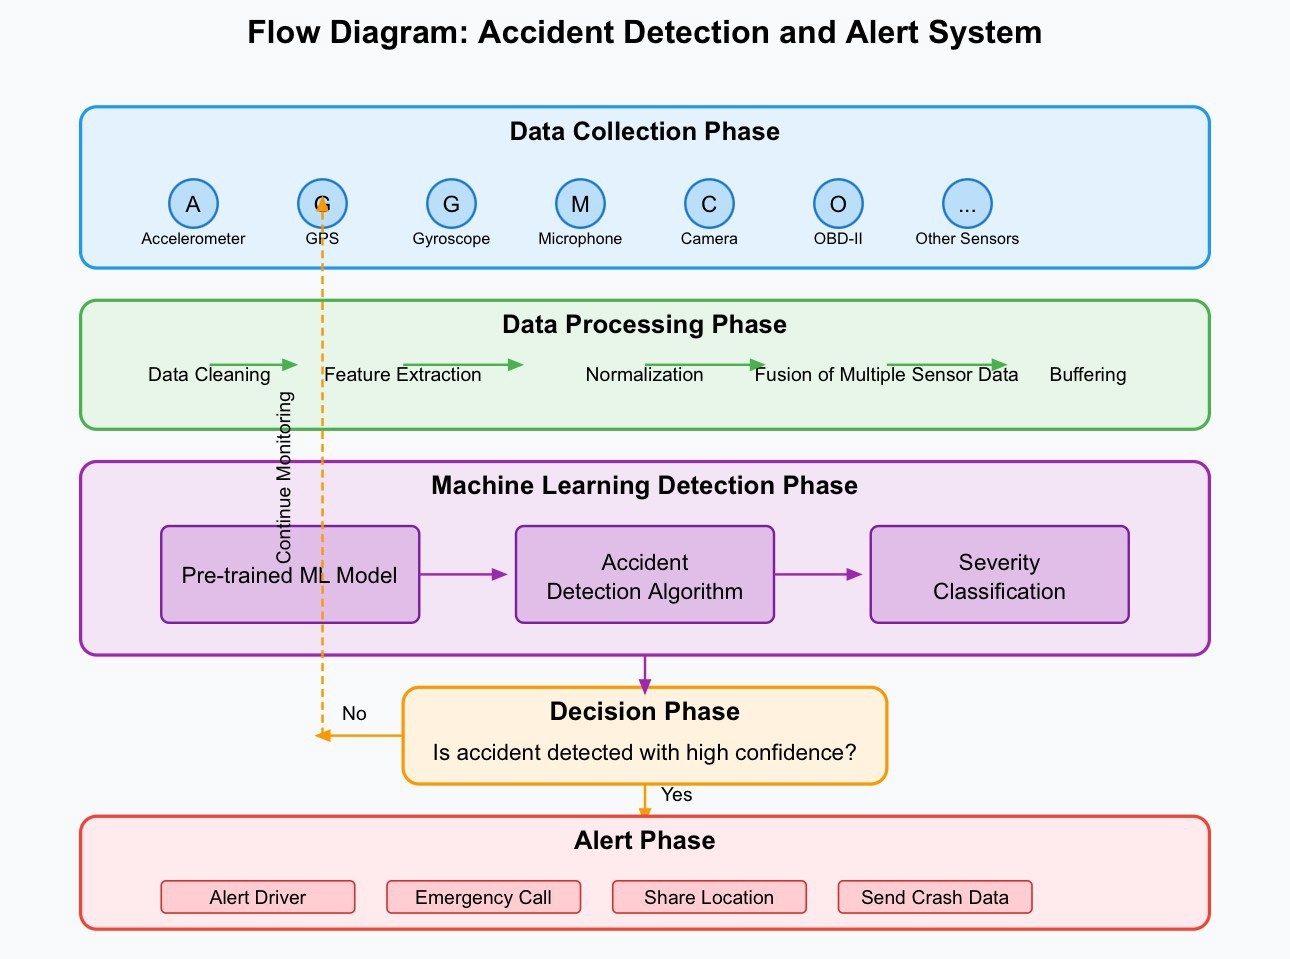 Flow Diagram: Accident Detection and Alert System
Data Collection Phase
A G G M C O ...
Accelerometer GPS Gyroscope Microphone Camera OBD-II Other Sensors
Data Processing Phase
Data Cleaning Feature Extraction Normalization Fusion of Multiple Sensor Data Buffering
Continue Monitoring
Machine Learning Detection Phase
Pre-trained ML Model
Accident
Detection Algorithm
Severity
Classification
No
Decision Phase
Is accident detected with high confidence?
Yes
Alert Phase
Alert Driver Emergency Call Share Location Send Crash Data